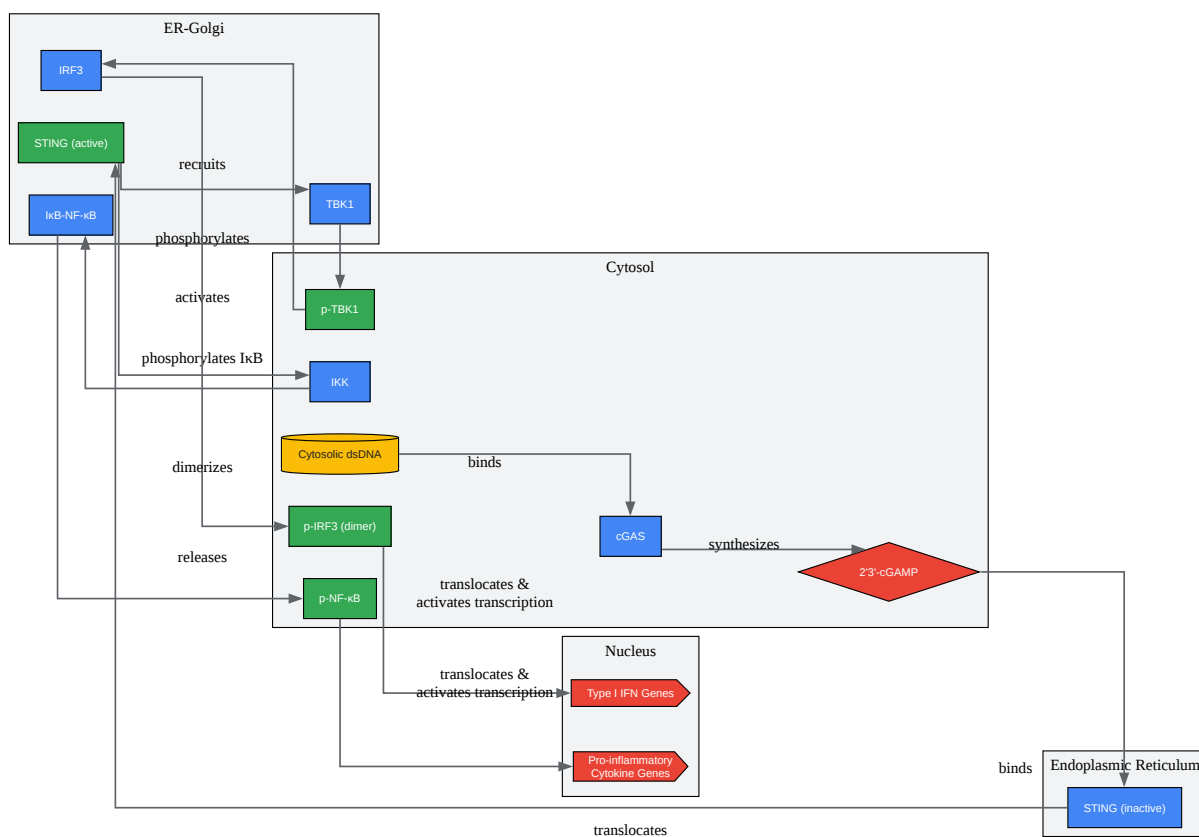 ER-Golgi
IRF3
STING (active)
recruits
TBK1
IκB-NF-κB
phosphorylates
Cytosol
activates
p-TBK1
phosphorylates IκB
IKK
Cytosolic dsDNA
binds
dimerizes
p-IRF3 (dimer)
cGAS
synthesizes
releases
2'3'-cGAMP
p-NF-κB
translocates &
activates transcription
Nucleus
translocates &
activates transcription
Type I IFN Genes
Pro-inflammatory
Cytokine Genes
binds
Endoplasmic Reticulum
STING (inactive)
translocates